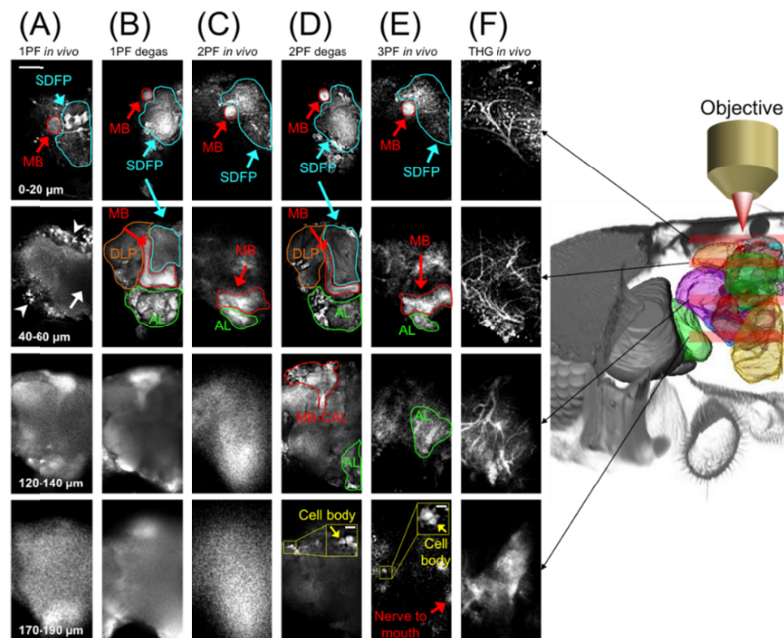 (A) (B) (C) (D) (E) (F)
1PF in vivo 1PF degas 2PF in vivo 2PF degas 3PF in vivo THG in vivo
SDFP
MB
0-20 μm
MB
SDFP
MB
SDFP
MB
SDFP
MB
SDFP
Objective
40-60 μm
MB
DLP
AL
MB
AL
MB
DLP
AL
MB
AL
120-140 μm
MB-CAL
AL
AL
170-190 μm
Cell body
Cell
body
Nerve to
mouth